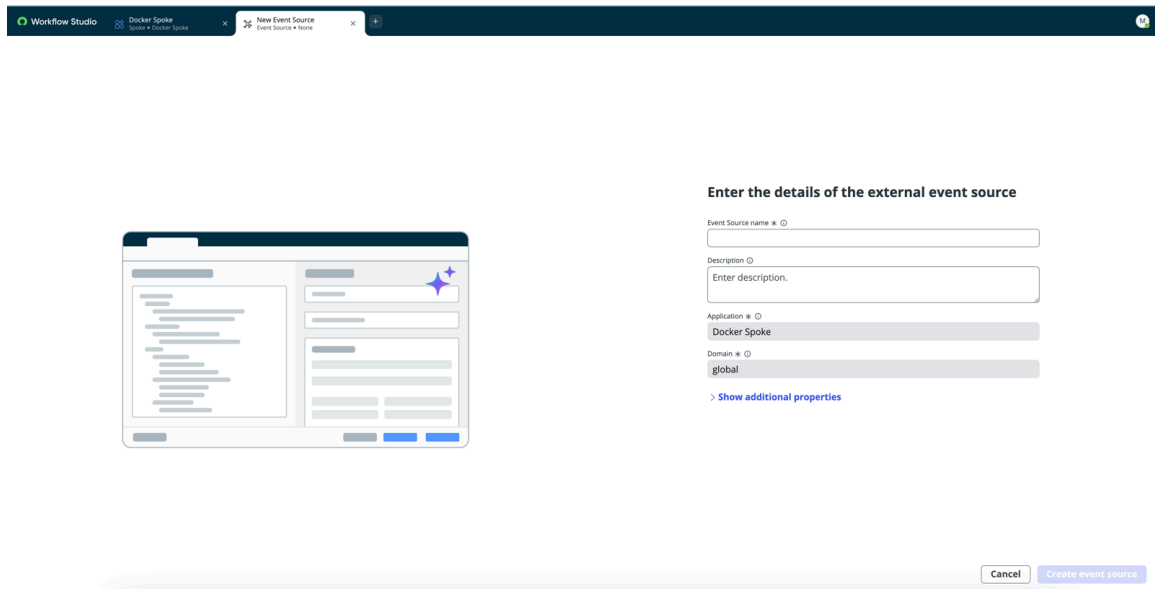 Workflow Studio
Docker Spoke
Spoke • Docker Spoke
New Event Source
Event Source • None
M
Enter the details of the external event source
Event Source name *
Description
Enter description.
Application *
Docker Spoke
Domain *
global
Show additional properties
Cancel
Create event source